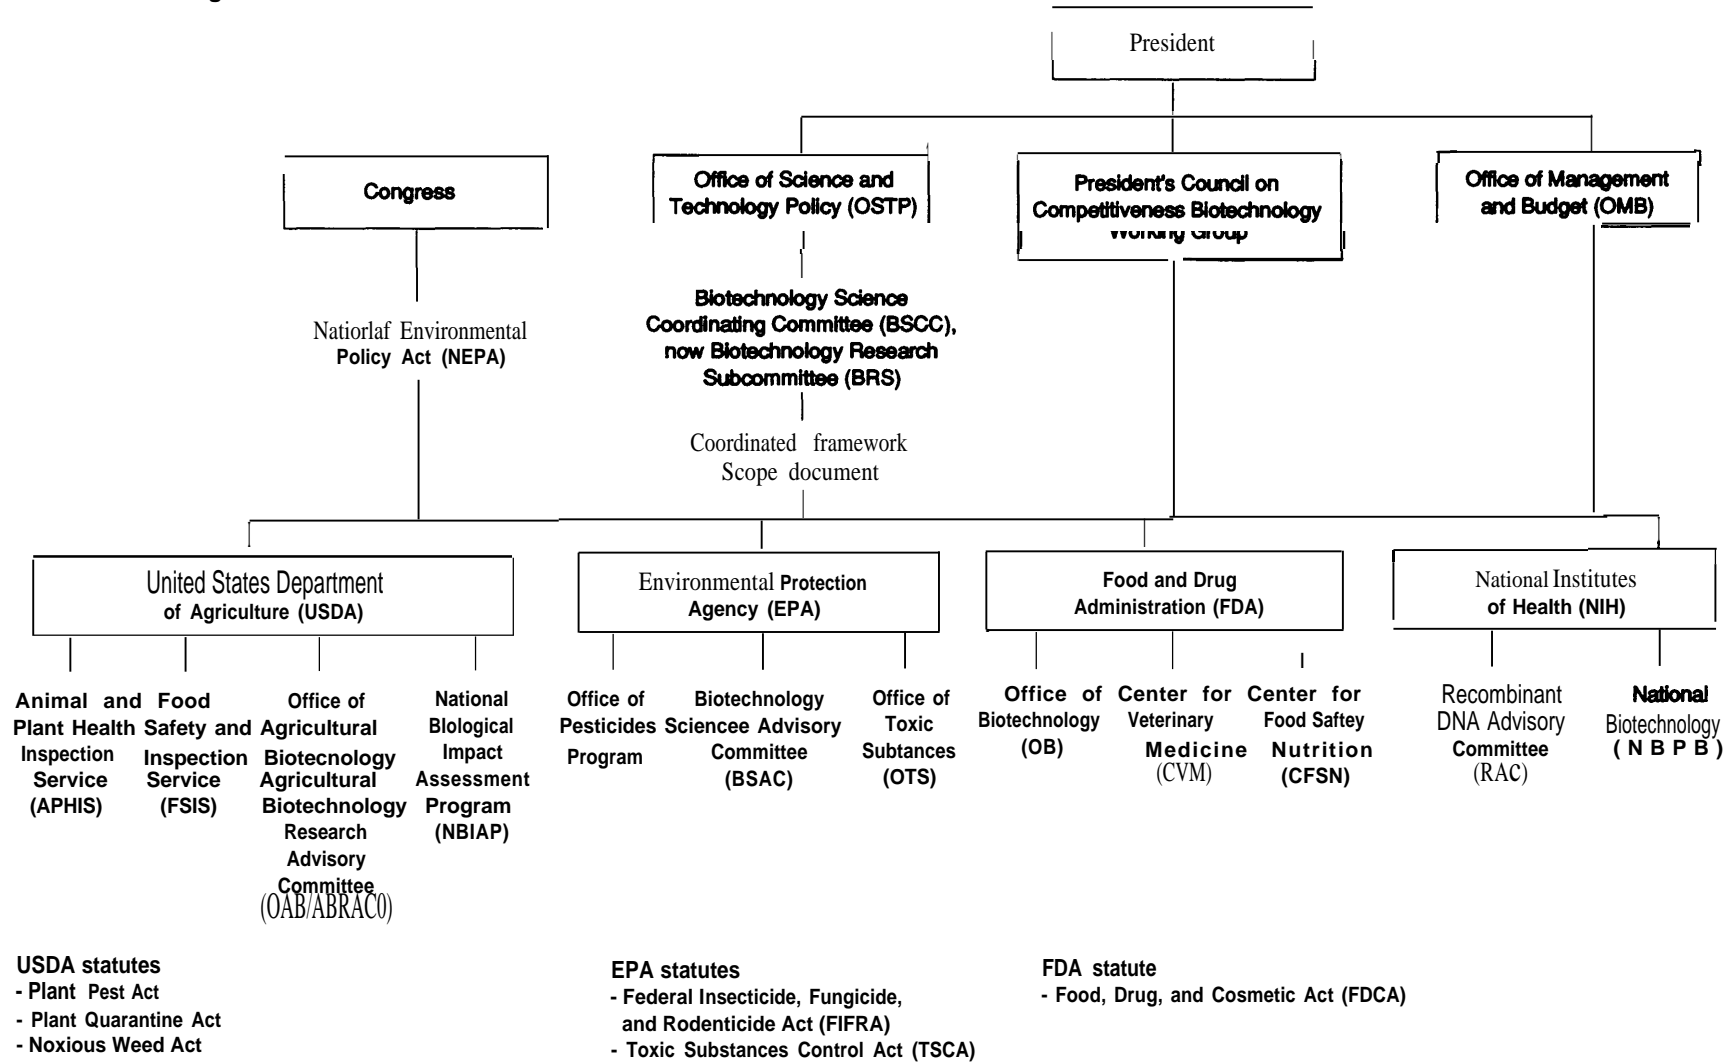 President
Congress
Office of Science and
Technology Policy (OSTP)
President's Council on
Competitiveness Biotechnology
Working Group
Office of Management
and Budget (OMB)
Natiorlaf Environmental
Policy Act (NEPA)
Biotechnology Science
Coordinating Committee (BSCC),
now Biotechnology Research
Subcommittee (BRS)
Coordinated framework
Scope document
United States Department
of Agriculture (USDA)
Environmental Protection
Agency (EPA)
Food and Drug
Administration (FDA)
National Institutes
of Health (NIH)
Animal and
Plant Health
Inspection
Service
(APHIS)
Food
Safety and
Inspection
Service
(FSIS)
Office of
Agricultural
Biotecnology
Agricultural
Biotechnology
Research
Advisory
Committee
(OAB/ABRAC0)
National
BIological
Impact
Assessment
Program
(NBIAP)
Office of
Pesticides
Program
Biotechnology
Sciencee Advisory
Committee
(BSAC)
Office of
Toxic
Subtances
(OTS)
Office of
Biotechnology
(OB)
Center for
Veterinary
Medicine
(CVM)
Center for
Food Saftey
Nutrition
(CFSN)
Recombinant
DNA Advisory
Committee
(RAC)
National
Biotechnology
(NBPB)
USDA statutes
- Plant Pest Act
- Plant Quarantine Act
- Noxious Weed Act
EPA statutes
- Federal Insecticide, Fungicide,
and Rodenticide Act (FIFRA)
- Toxic Substances Control Act (TSCA)
FDA statute
- Food, Drug, and Cosmetic Act (FDCA)